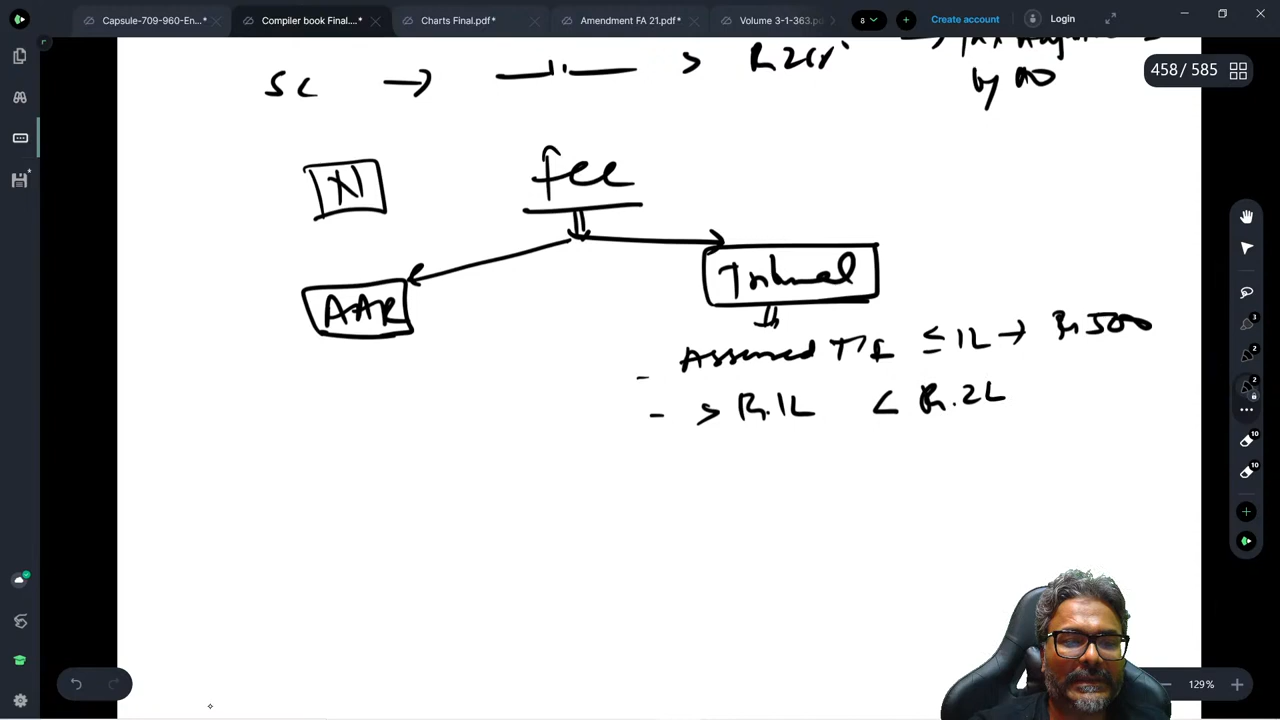 Capsule-709-960-En...* Compiler book Final....* Charts Final.pdf* Amendment FA 21.pdf* Volume 3-1-363.pd 8 Create account Login
458 / 585
SC → > Rs.2Cr
by AO
N Fee
AAR Tribunal
- Assessed T/I ≤ 1L → Rs 500
- > Rs.1L < Rs.2L
129%